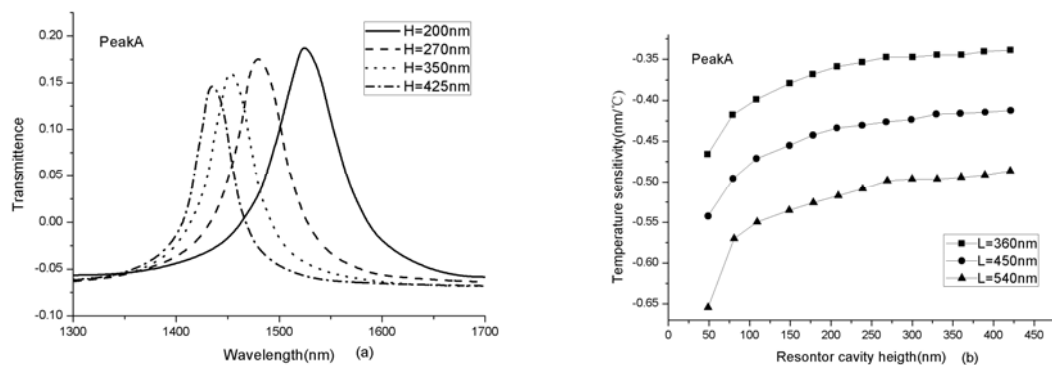 PeakA
H=200nm
H=270nm
H=350nm
H=425nm
Transmittence
0.20
0.15
0.10
0.05
0.00
-0.05
-0.10
1300
1400
1500
1600
1700
Wavelength(nm)
(a)
PeakA
Temperature sensitivity(nm/℃)
-0.35
-0.40
-0.45
-0.50
-0.55
-0.60
-0.65
L=360nm
L=450nm
L=540nm
0
50
100
150
200
250
300
350
400
450
Resontor cavity heigth(nm)
(b)